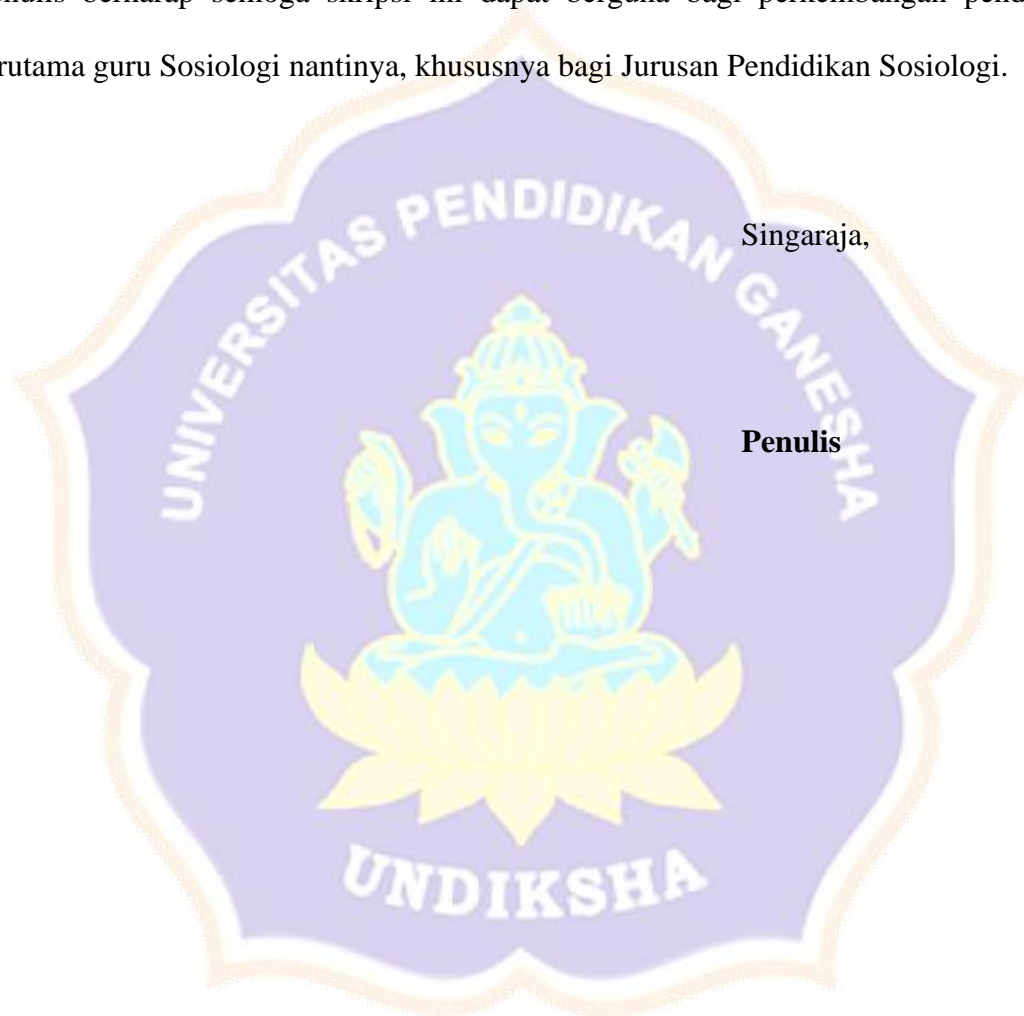 berharap semoga skripsi ini dapat berguna bagi perkembangan
guru Sosiologi nantinya, khususnya bagi Jurusan Pendidikan Sosiologi.
UNIVERSITAS PENDIDIKAN GANESHA
Singaraja,
Penulis
UNDIKSHA